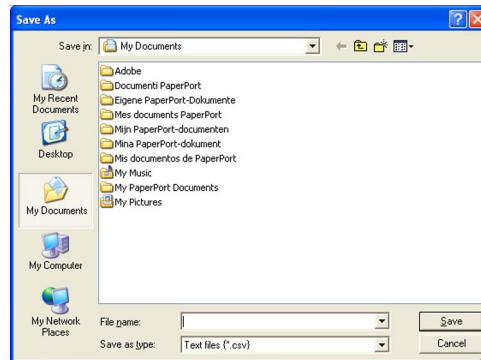 Save As
Save in:
My Documents
My Recent
Documents
Desktop
My Documents
My Computer
My Network
Places
Adobe
Documenti PaperPort
Eigene PaperPort-Dokumente
Mes documents PaperPort
Mijn PaperPort-documenten
Mina PaperPort-dokument
Mis documentos de PaperPort
My Music
My PaperPort Documents
My Pictures
File name:
Save
Save as type:
Text files {*.csv}
Cancel